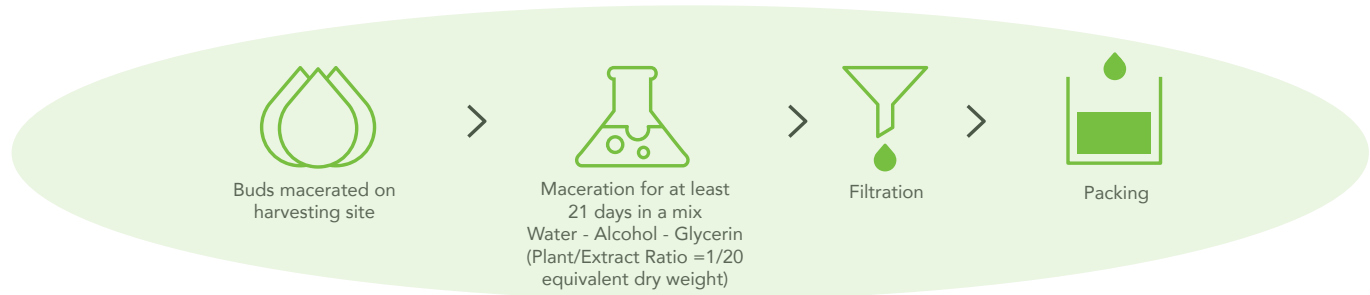 Buds macerated on
harvesting site
Maceration for at least
21 days in a mix
Water - Alcohol - Glycerin
(Plant/Extract Ratio =1/20
equivalent dry weight)
Filtration
Packing